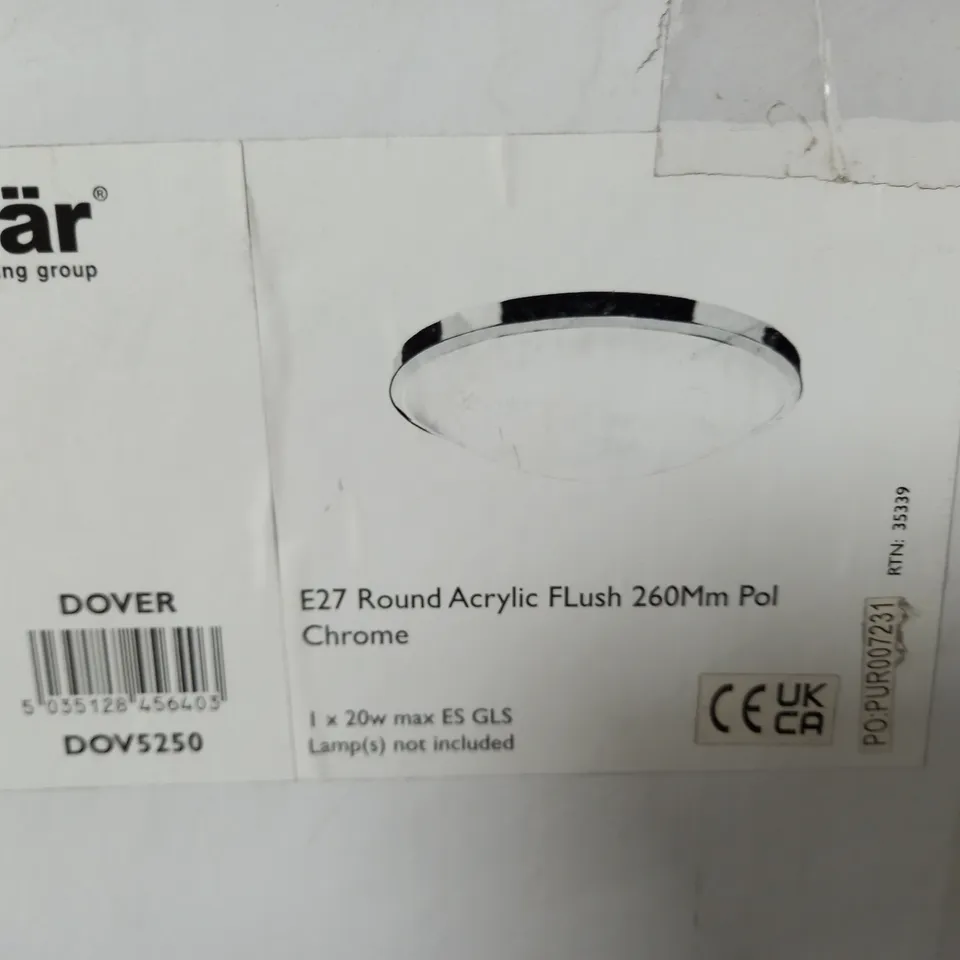 är®
ng group
DOVER
5 035128 456403
DOV5250
E27 Round Acrylic FLush 260Mm Pol
Chrome
1 x 20w max ES GLS
Lamp(s) not included
CE UK
CA
PO:PUR007231
RTN: 35339